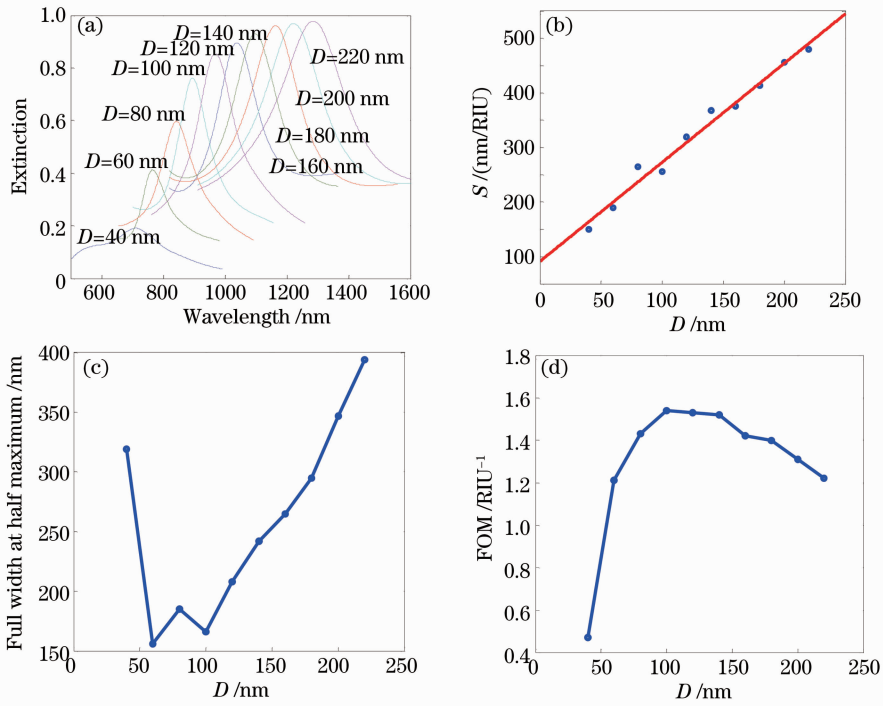 (a)
1.0
0.8
0.6
0.4
0.2
0
Extinction
D=140 nm
D=120 nm
D=100 nm
D=80 nm
D=60 nm
D=40 nm
D=220 nm
D=200 nm
D=180 nm
D=160 nm
600 800 1000 1200 1400 1600
Wavelength /nm
(b)
500
400
300
200
100
S /(nm/RIU)
0 50 100 150 200 250
D /nm
(c)
400
350
300
250
200
150
Full width at half maximum /nm
0 50 100 150 200 250
D /nm
(d)
1.8
1.6
1.4
1.2
1.0
0.8
0.6
0.4
FOM /RIU⁻¹
0 50 100 150 200 250
D /nm